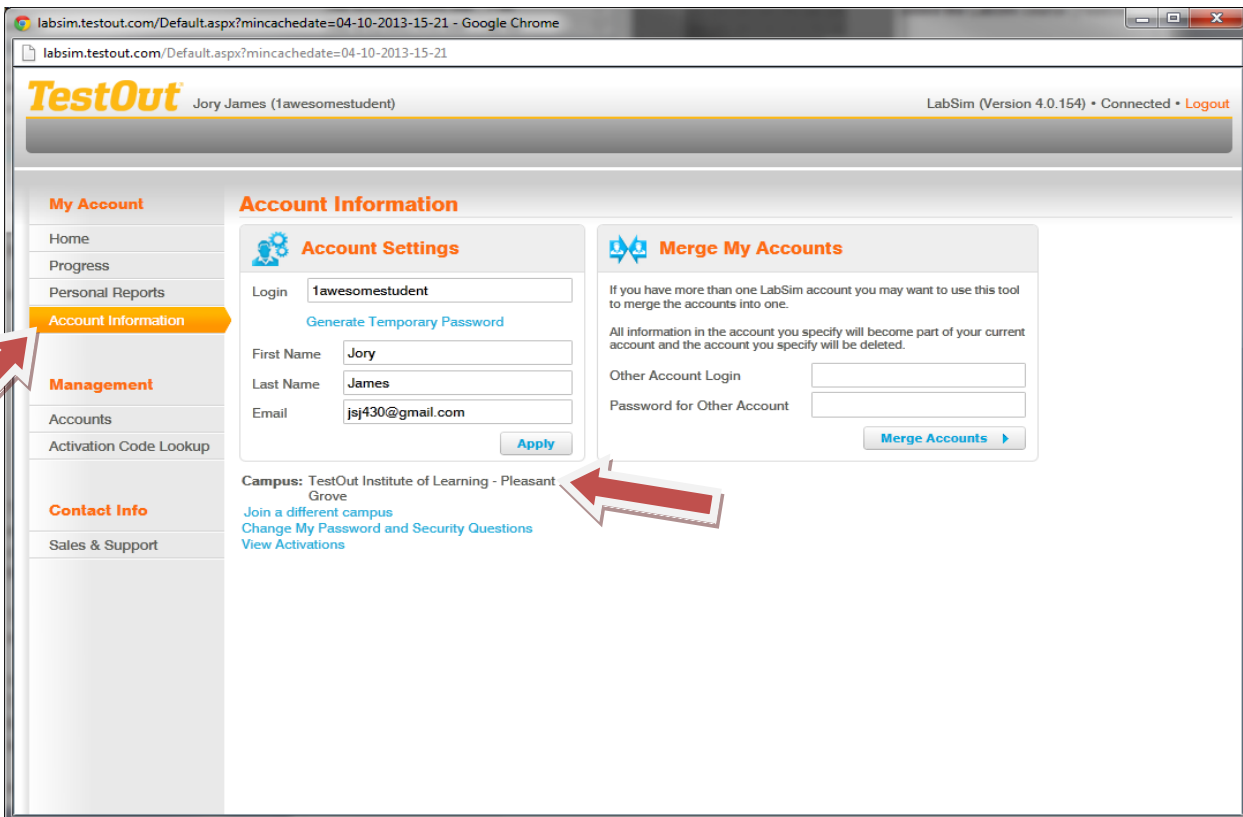 labsim.testout.com/Default.aspx?mincachedate=04-10-2013-15-21 - Google Chrome
labsim.testout.com/Default.aspx?mincachedate=04-10-2013-15-21
TestOut Jory James (1awesomestudent) LabSim (Version 4.0.154) • Connected • Logout
My Account
Home
Progress
Personal Reports
Account Information
Management
Accounts
Activation Code Lookup
Contact Info
Sales & Support
Account Information
Account Settings
Login 1awesomestudent
Generate Temporary Password
First Name Jory
Last Name James
Email jsj430@gmail.com
Apply
Campus: TestOut Institute of Learning - Pleasant
Grove
Join a different campus
Change My Password and Security Questions
View Activations
Merge My Accounts
If you have more than one LabSim account you may want to use this tool
to merge the accounts into one.
All information in the account you specify will become part of your current
account and the account you specify will be deleted.
Other Account Login
Password for Other Account
Merge Accounts